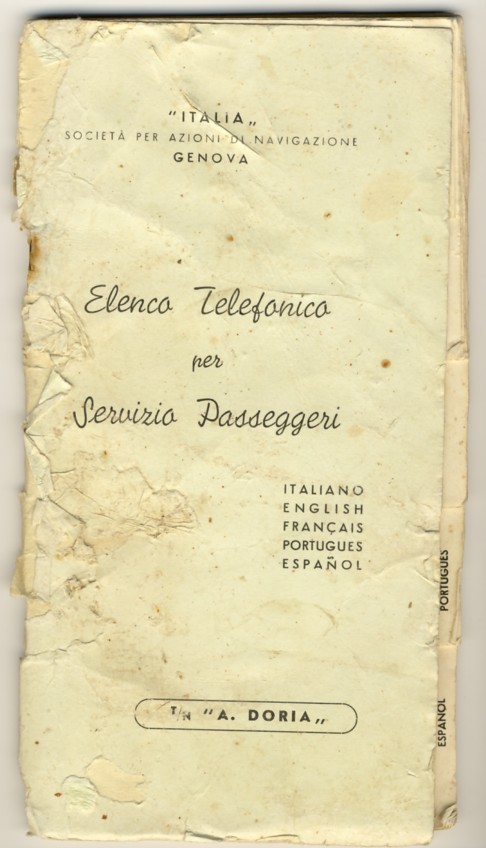 "ITALIA„
SOCIETÀ PER AZIONI DI NAVIGAZIONE
GENOVA
Elenco Telefonico
per
Servizio Passeggeri
ITALIANO
ENGLISH
FRANÇAIS
PORTUGUES
ESPAÑOL
T/N "A. DORIA„
PORTUGUES
ESPAÑOL